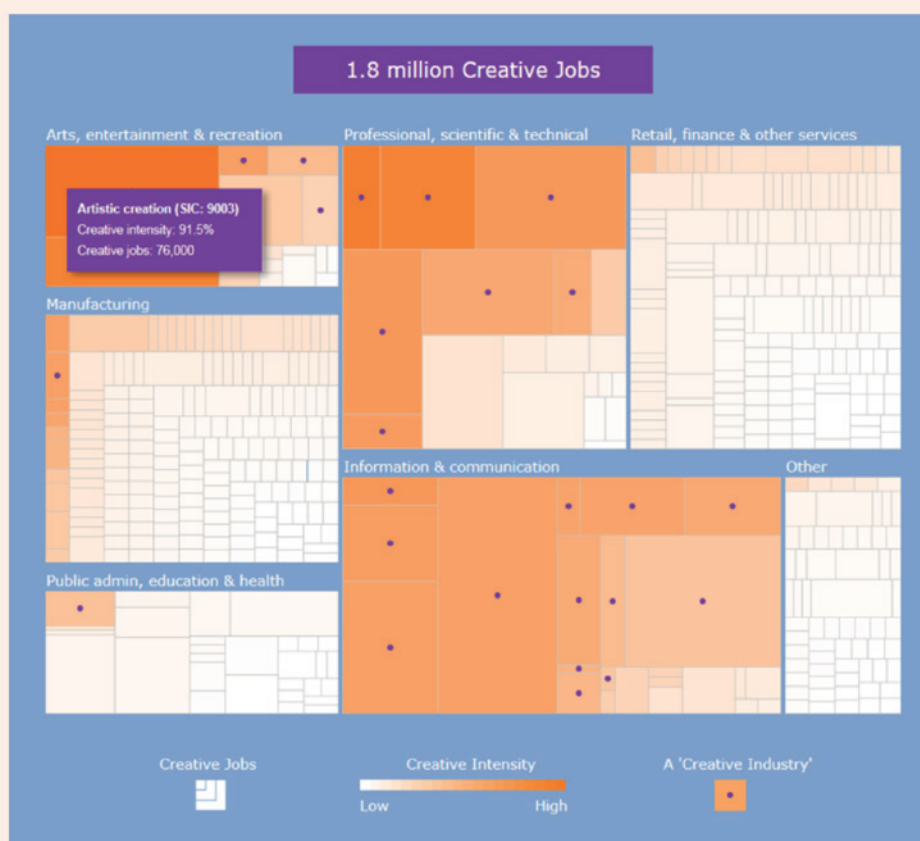 1.8 million Creative Jobs
Arts, entertainment & recreation
Professional, scientific & technical
Retail, finance & other services
Artistic creation (SIC: 9003)
Creative intensity: 91.5%
Creative jobs: 76,000
Manufacturing
Information & communication
Other
Public admin, education & health
Creative Jobs
Creative Intensity
A 'Creative Industry'
Low
High